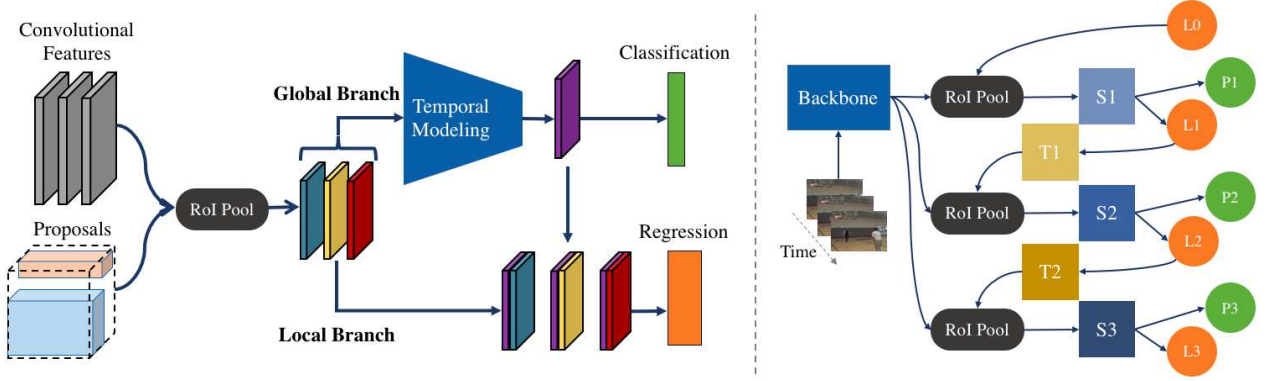 Convolutional
Features
Proposals
RoI Pool
Global Branch
Temporal
Modeling
Classification
Local Branch
Regression
Backbone
Time
L0
RoI Pool
S1
P1
L1
T1
RoI Pool
S2
P2
L2
T2
RoI Pool
S3
P3
L3